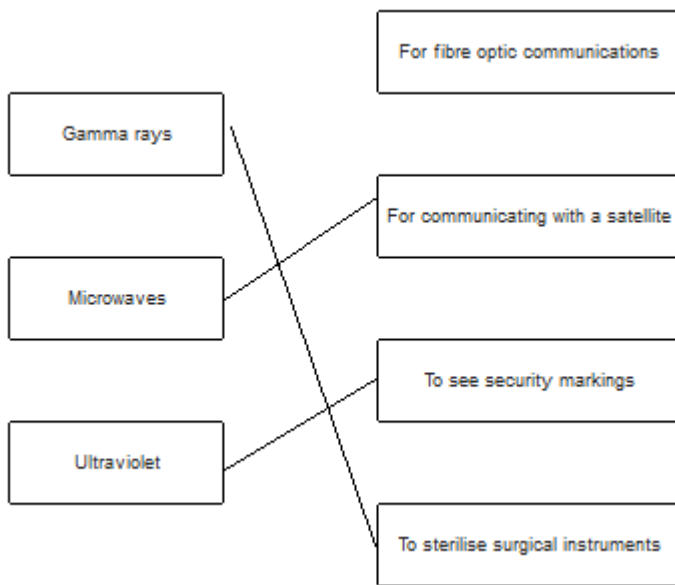 For fibre optic communications
Gamma rays
For communicating with a satellite
Microwaves
To see security markings
Ultraviolet
To sterilise surgical instruments